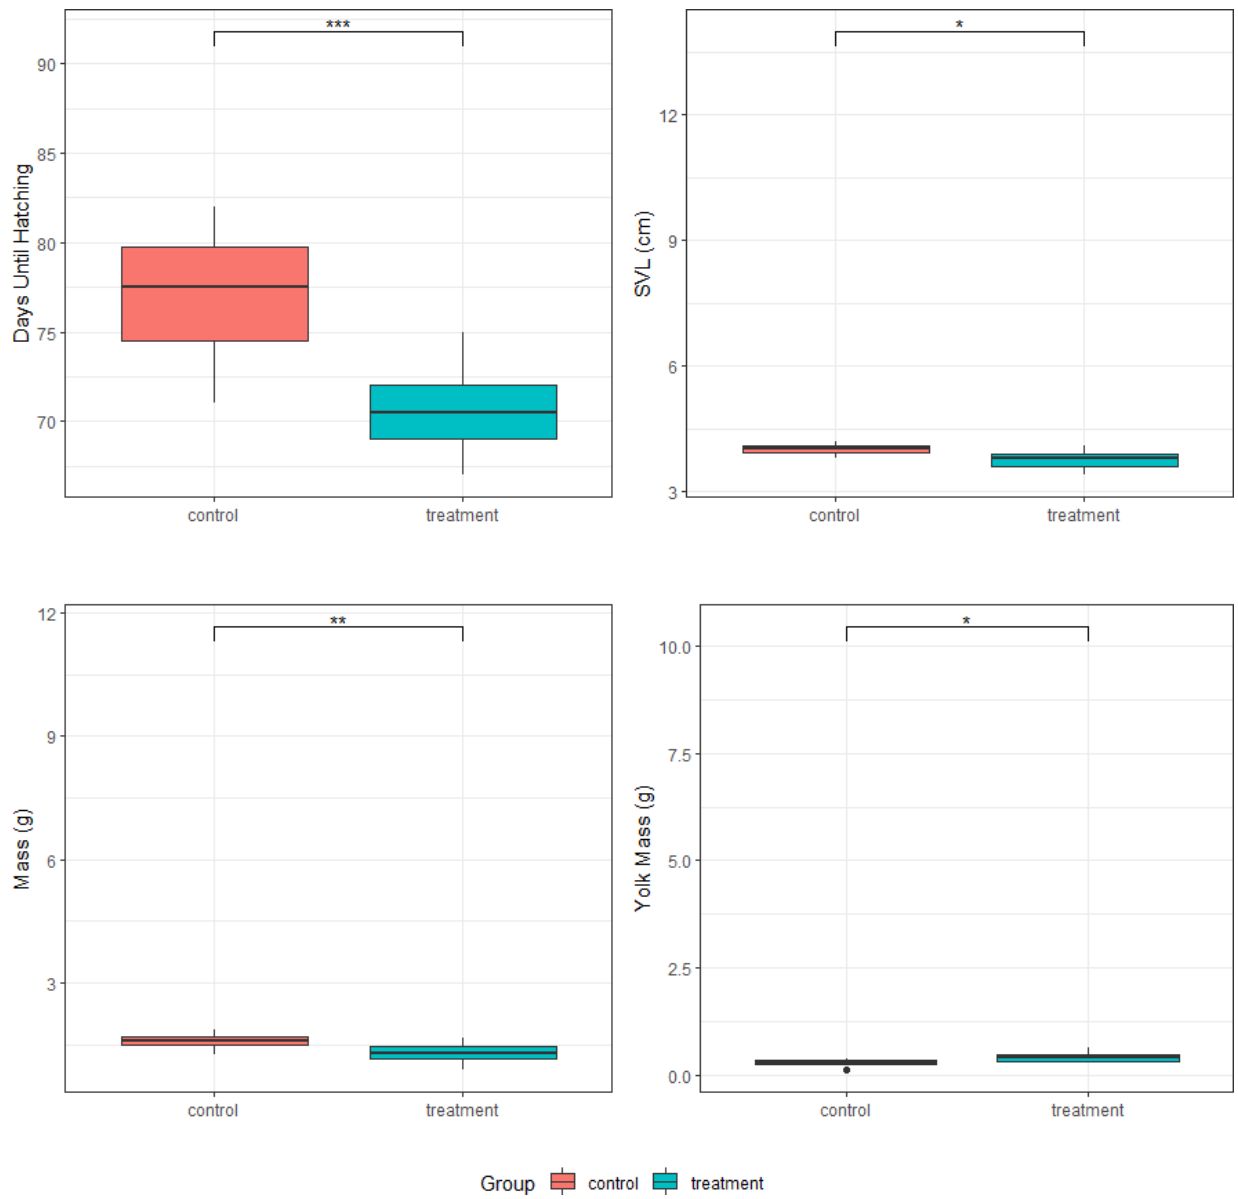 ***
90
85
80
75
70
Days Until Hatching
control treatment
*
12
9
6
3
SVL (cm)
control treatment
**
12
9
6
3
Mass (g)
control treatment
*
10.0
7.5
5.0
2.5
0.0
Yolk Mass (g)
control treatment
Group control treatment